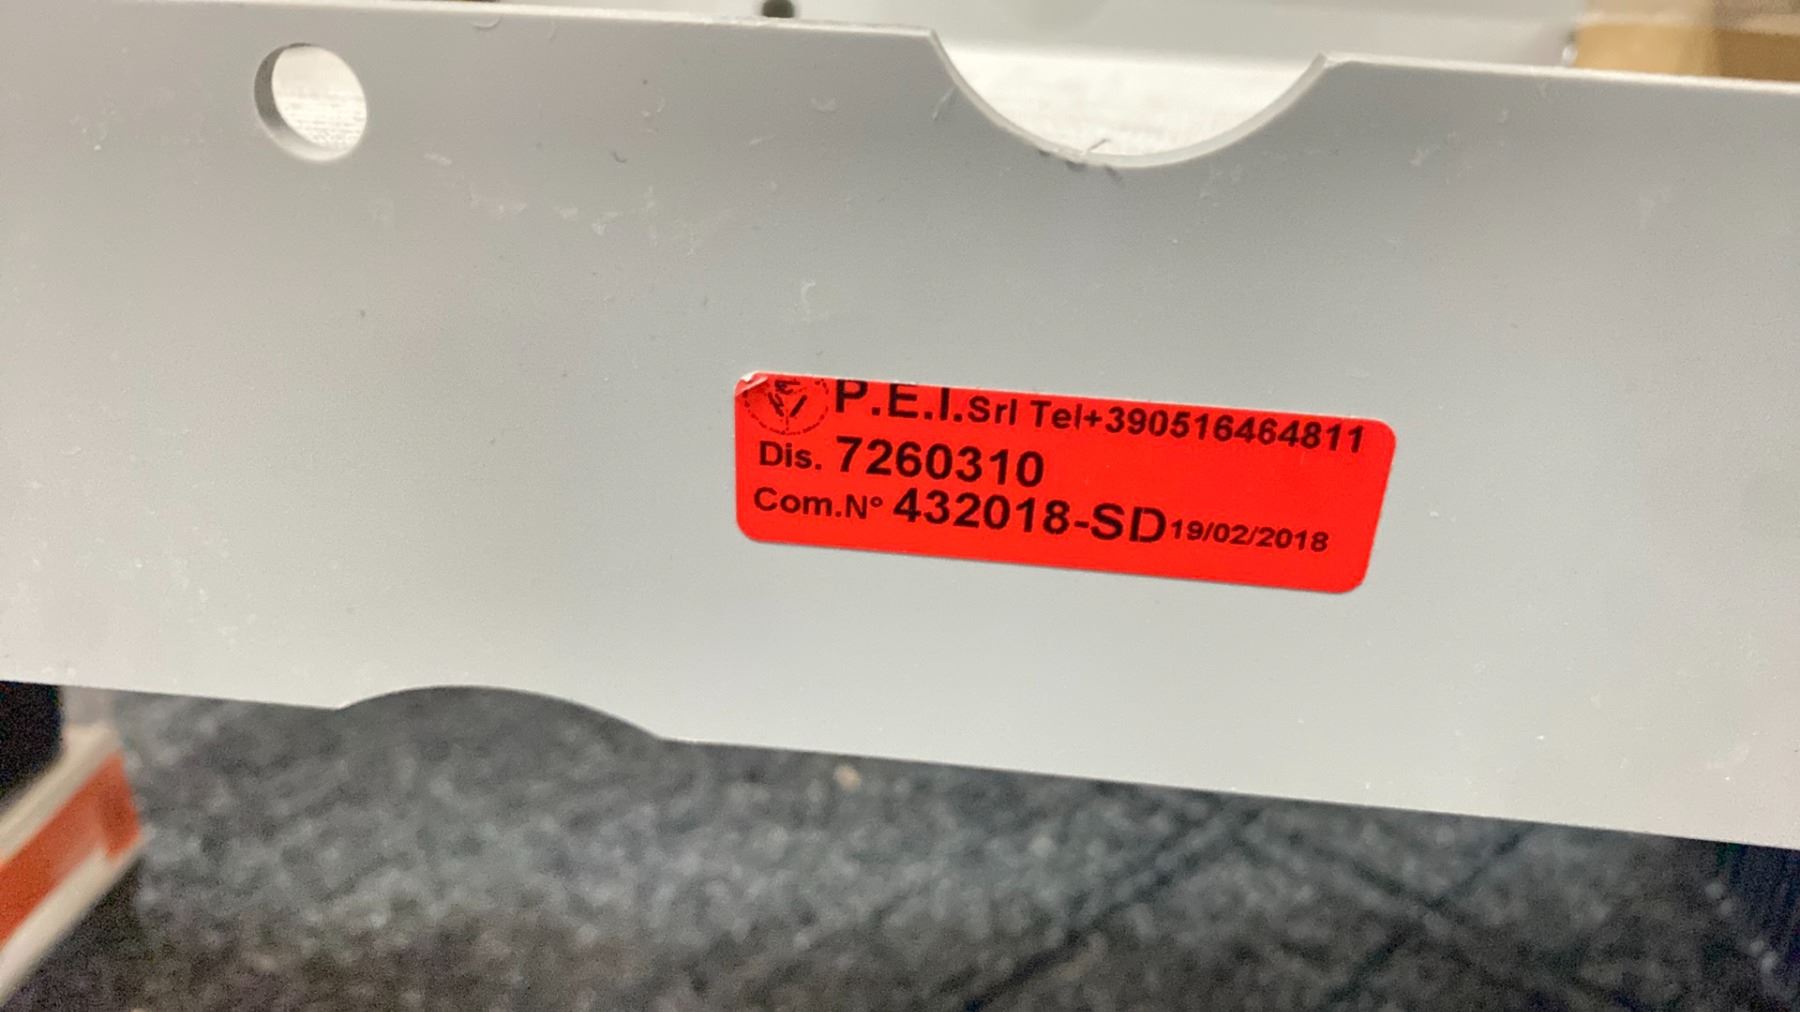 P.E.I.Srl Tel+390516464811
Dis. 7260310
Com.N° 432018-SD19/02/2018